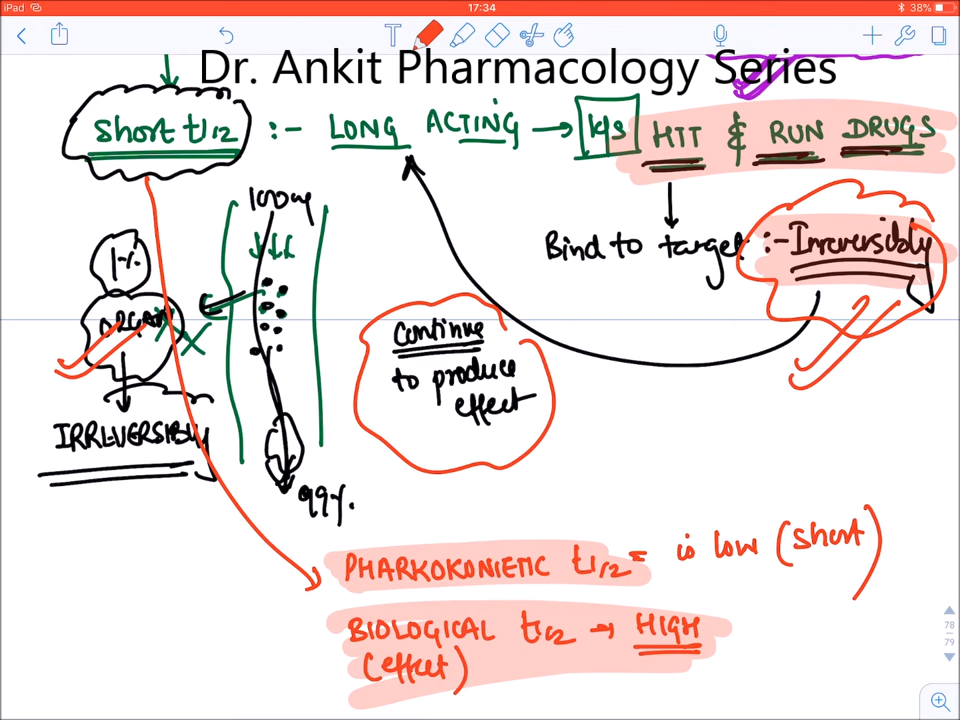 iPad
17:34
38%
Dr. Ankit Pharmacology Series
Short t1/2 :- LONG ACTING → k/s HIT & RUN DRUGS
Bind to target :- Irreversibly
100mg
1%
ORGAN
IRREVERSIBLY
99%.
Continue
to produce
effect
PHARKOKONIETIC t1/2 = is low (short)
BIOLOGICAL t1/2 → HIGH
(effect)
78
79